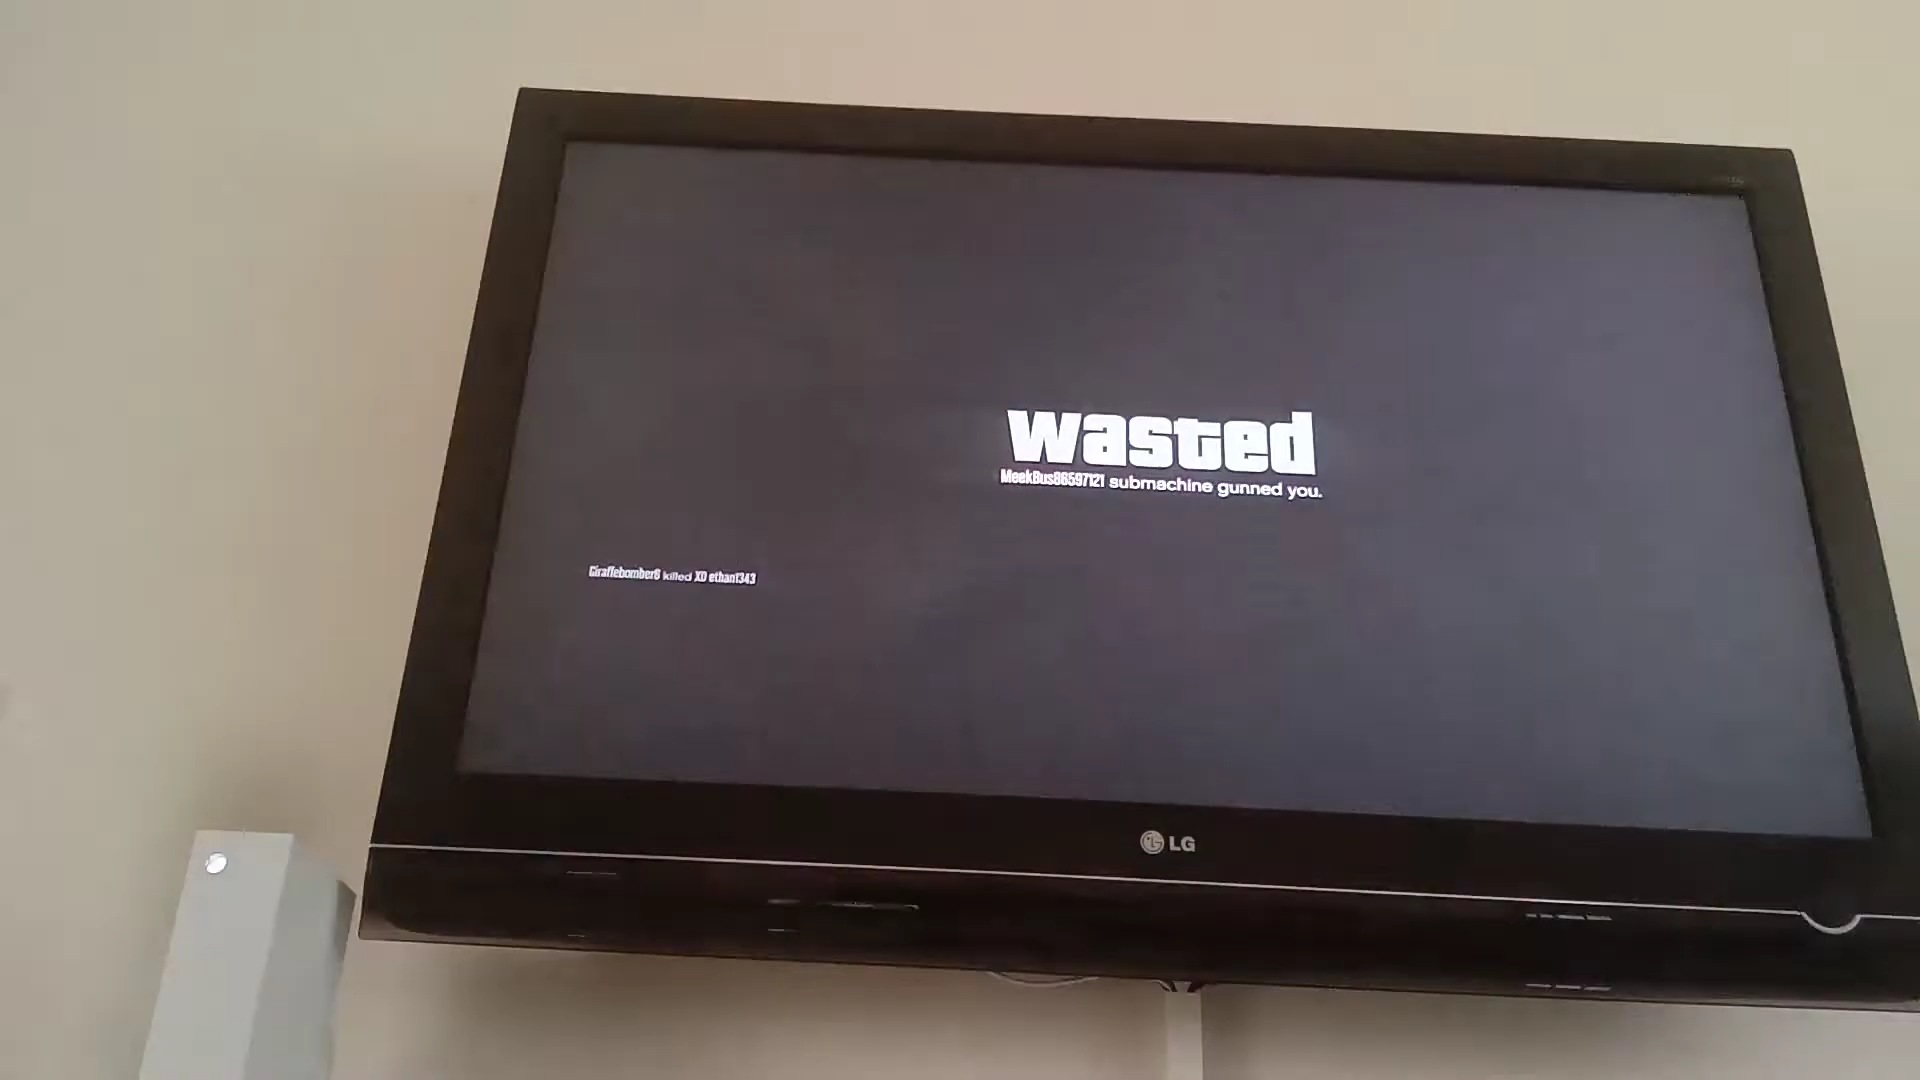 wasted
MeekBus86597121 submachine gunned you.
Giraffebomber6 killed XD ethan1343
LG